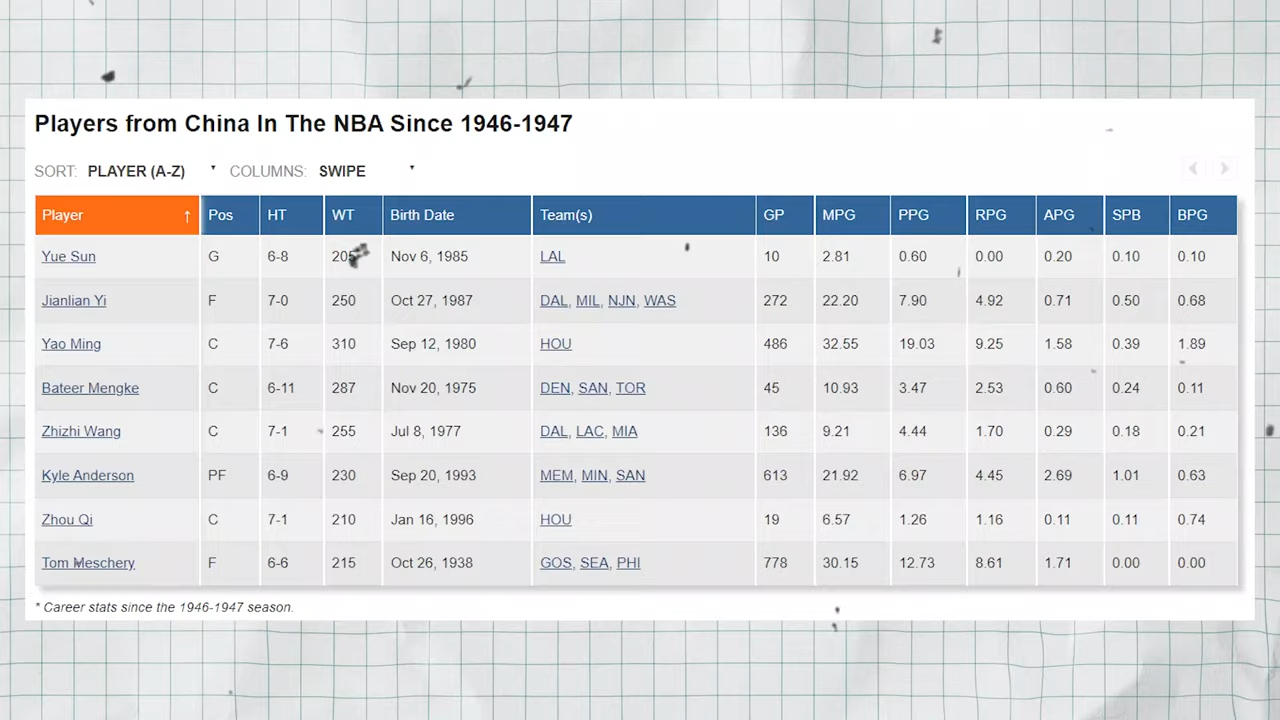 Players from China In The NBA Since 1946-1947
SORT: PLAYER (A-Z) COLUMNS: SWIPE
Player ↑ Pos HT WT Birth Date Team(s) GP MPG PPG RPG APG SPB BPG
Yue Sun G 6-8 205 Nov 6, 1985 LAL 10 2.81 0.60 0.00 0.20 0.10 0.10
Jianlian Yi F 7-0 250 Oct 27, 1987 DAL, MIL, NJN, WAS 272 22.20 7.90 4.92 0.71 0.50 0.68
Yao Ming C 7-6 310 Sep 12, 1980 HOU 486 32.55 19.03 9.25 1.58 0.39 1.89
Bateer Mengke C 6-11 287 Nov 20, 1975 DEN, SAN, TOR 45 10.93 3.47 2.53 0.60 0.24 0.11
Zhizhi Wang C 7-1 255 Jul 8, 1977 DAL, LAC, MIA 136 9.21 4.44 1.70 0.29 0.18 0.21
Kyle Anderson PF 6-9 230 Sep 20, 1993 MEM, MIN, SAN 613 21.92 6.97 4.45 2.69 1.01 0.63
Zhou Qi C 7-1 210 Jan 16, 1996 HOU 19 6.57 1.26 1.16 0.11 0.11 0.74
Tom Meschery F 6-6 215 Oct 26, 1938 GOS, SEA, PHI 778 30.15 12.73 8.61 1.71 0.00 0.00
* Career stats since the 1946-1947 season.